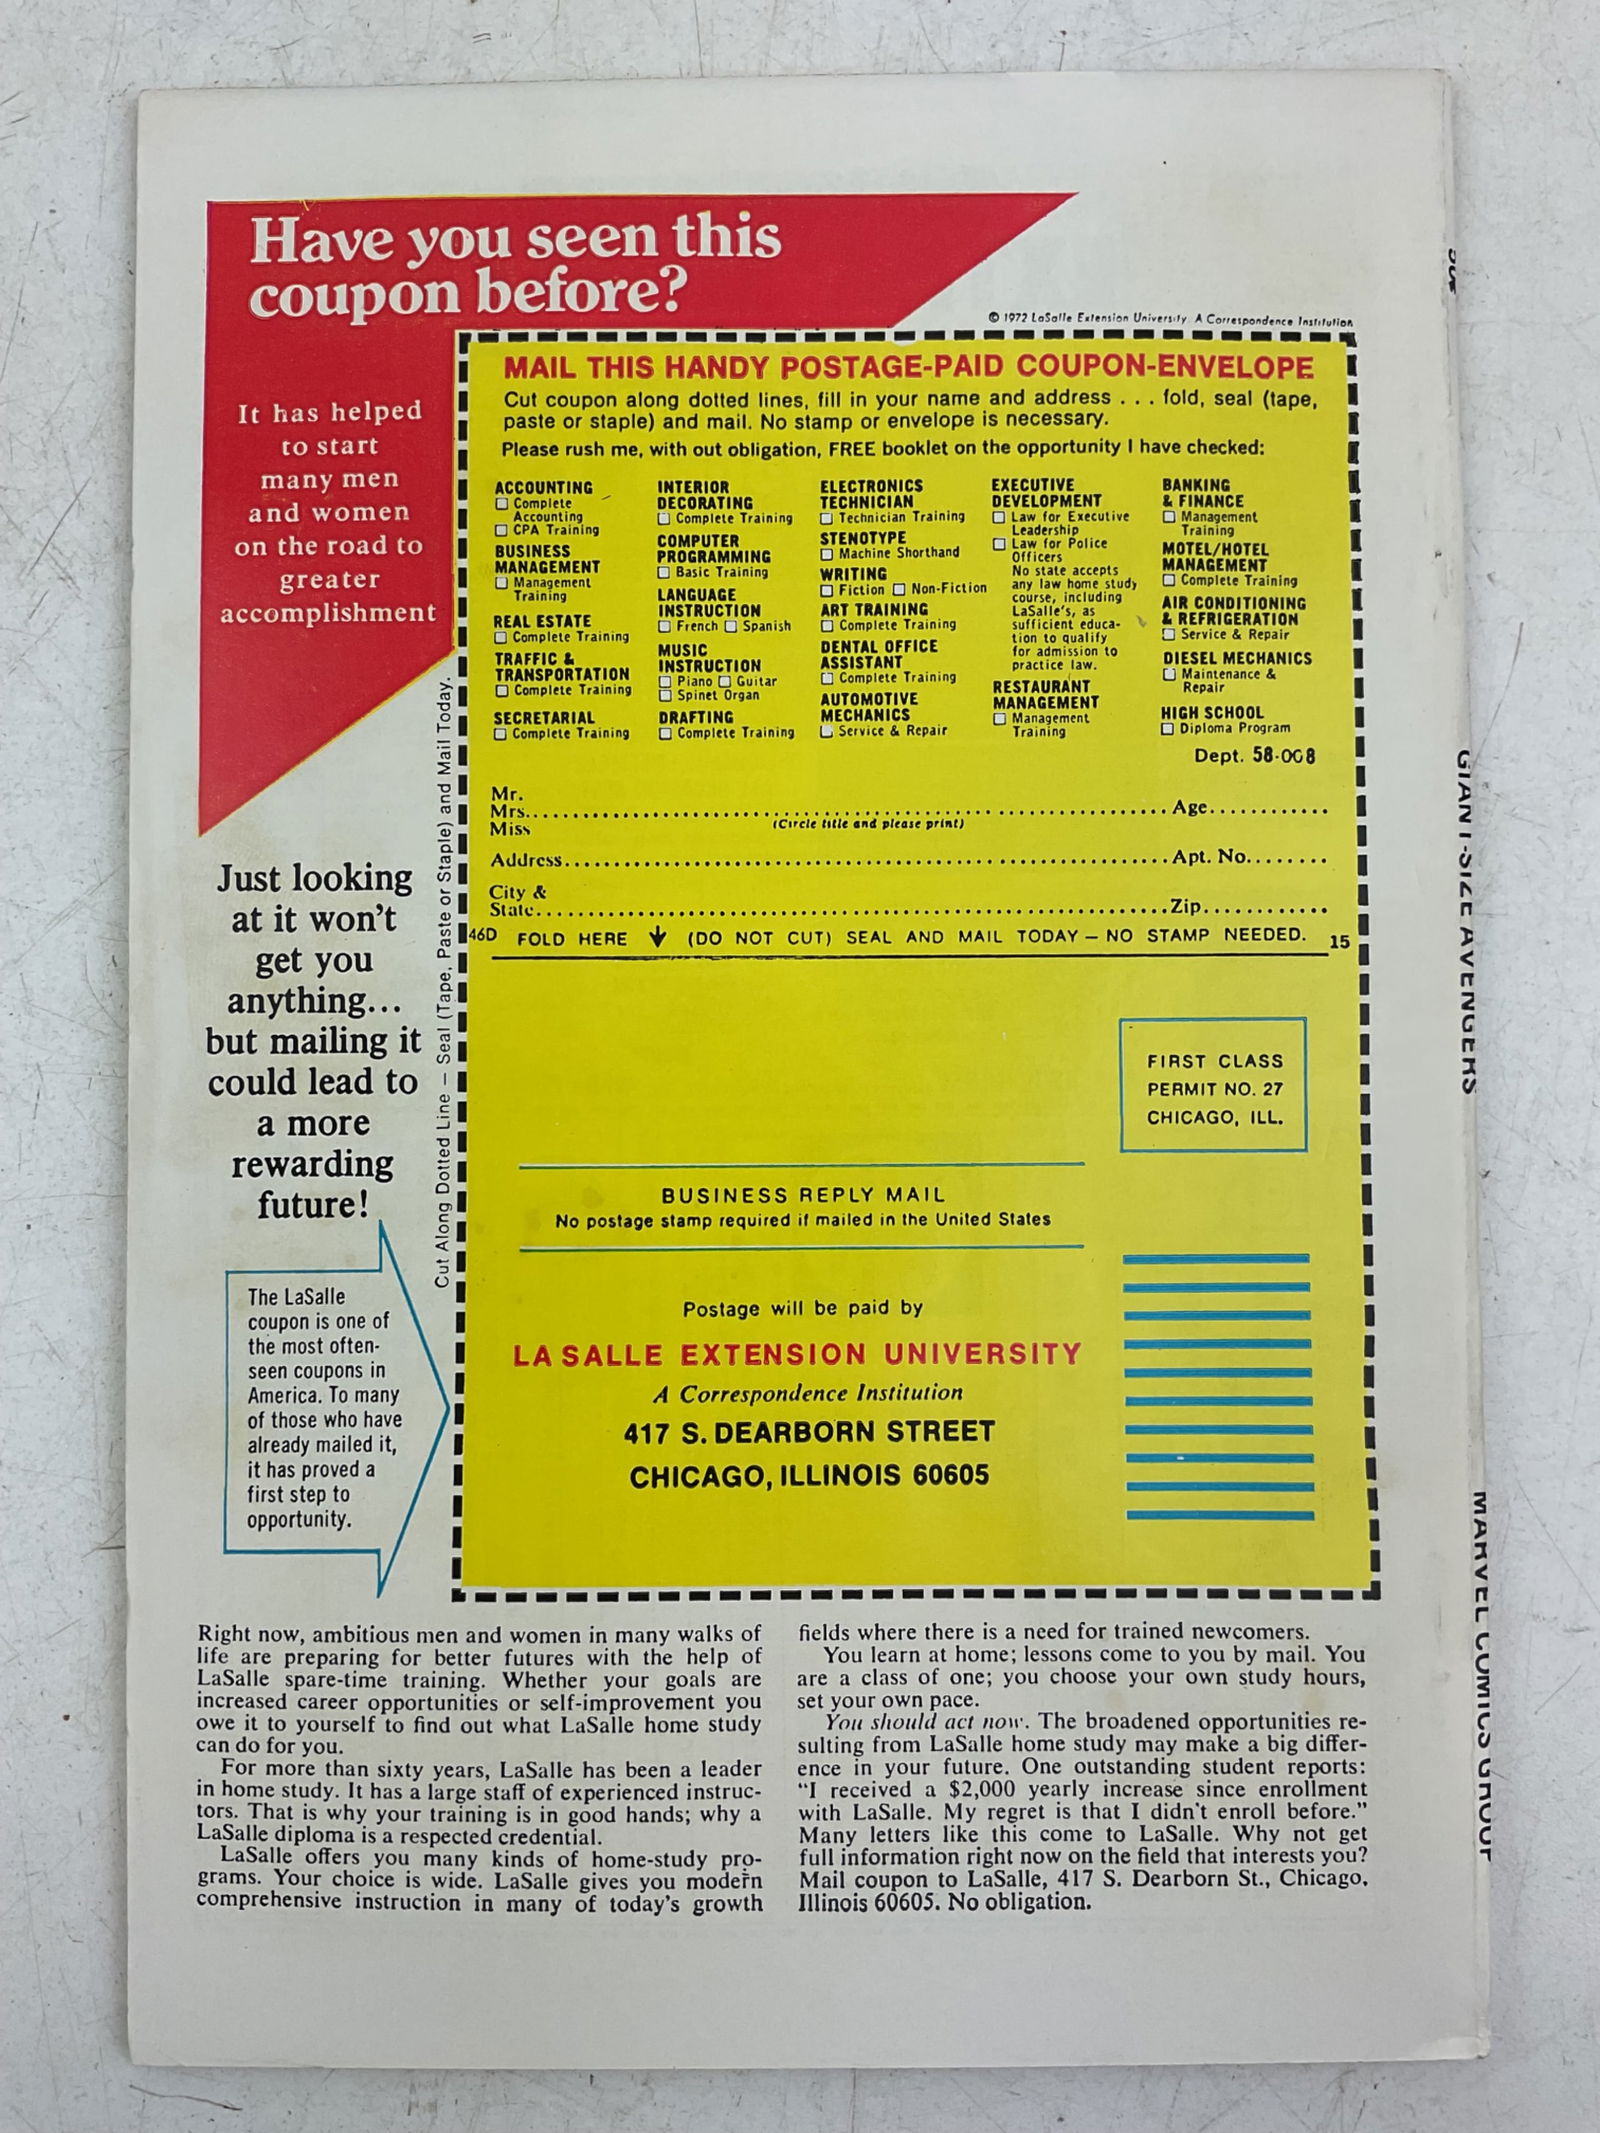 Have you seen this
coupon before?
© 1972 LaSalle Extension University. A Correspondence Institution
It has helped
to start
many men
and women
on the road to
greater
accomplishment
Just looking
at it won't
get you
anything...
but mailing it
could lead to
a more
rewarding
future!
The LaSalle
coupon is one of
the most often-
seen coupons in
America. To many
of those who have
already mailed it,
it has proved a
first step to
opportunity.
Cut Along Dotted Line – Seal (Tape, Paste or Staple) and Mail Today.
MAIL THIS HANDY POSTAGE-PAID COUPON-ENVELOPE
Cut coupon along dotted lines, fill in your name and address . . . fold, seal (tape,
paste or staple) and mail. No stamp or envelope is necessary.
Please rush me, with out obligation, FREE booklet on the opportunity I have checked:
ACCOUNTING
Complete
Accounting
CPA Training
BUSINESS
MANAGEMENT
Management
Training
REAL ESTATE
Complete Training
TRAFFIC &
TRANSPORTATION
Complete Training
SECRETARIAL
Complete Training
INTERIOR
DECORATING
Complete Training
COMPUTER
PROGRAMMING
Basic Training
LANGUAGE
INSTRUCTION
French Spanish
MUSIC
INSTRUCTION
Piano Guitar
Spinet Organ
DRAFTING
Complete Training
ELECTRONICS
TECHNICIAN
Technician Training
STENOTYPE
Machine Shorthand
WRITING
Fiction Non-Fiction
ART TRAINING
Complete Training
DENTAL OFFICE
ASSISTANT
Complete Training
AUTOMOTIVE
MECHANICS
Service & Repair
EXECUTIVE
DEVELOPMENT
Law for Executive
Leadership
Law for Police
Officers
No state accepts
any law home study
course, including
LaSalle's, as
sufficient educa-
tion to qualify
for admission to
practice law.
RESTAURANT
MANAGEMENT
Management
Training
BANKING
& FINANCE
Management
Training
MOTEL/HOTEL
MANAGEMENT
Complete Training
AIR CONDITIONING
& REFRIGERATION
Service & Repair
DIESEL MECHANICS
Maintenance &
Repair
HIGH SCHOOL
Diploma Program
Dept. 58-008
Mr.
Mrs. Age
Miss (Circle title and please print)
Address Apt. No.
City &
State Zip
46D FOLD HERE (DO NOT CUT) SEAL AND MAIL TODAY – NO STAMP NEEDED. 15
FIRST CLASS
PERMIT NO. 27
CHICAGO, ILL.
BUSINESS REPLY MAIL
No postage stamp required if mailed in the United States
Postage will be paid by
LA SALLE EXTENSION UNIVERSITY
A Correspondence Institution
417 S. DEARBORN STREET
CHICAGO, ILLINOIS 60605
Right now, ambitious men and women in many walks of
life are preparing for better futures with the help of
LaSalle spare-time training. Whether your goals are
increased career opportunities or self-improvement you
owe it to yourself to find out what LaSalle home study
can do for you.
For more than sixty years, LaSalle has been a leader
in home study. It has a large staff of experienced instruc-
tors. That is why your training is in good hands; why a
LaSalle diploma is a respected credential.
LaSalle offers you many kinds of home-study pro-
grams. Your choice is wide. LaSalle gives you modern
comprehensive instruction in many of today's growth
fields where there is a need for trained newcomers.
You learn at home; lessons come to you by mail. You
are a class of one; you choose your own study hours,
set your own pace.
You should act now. The broadened opportunities re-
sulting from LaSalle home study may make a big differ-
ence in your future. One outstanding student reports:
"I received a $2,000 yearly increase since enrollment
with LaSalle. My regret is that I didn't enroll before."
Many letters like this come to LaSalle. Why not get
full information right now on the field that interests you?
Mail coupon to LaSalle, 417 S. Dearborn St., Chicago,
Illinois 60605. No obligation.
GIANT-SIZE AVENGERS
MARVEL COMICS GROUP